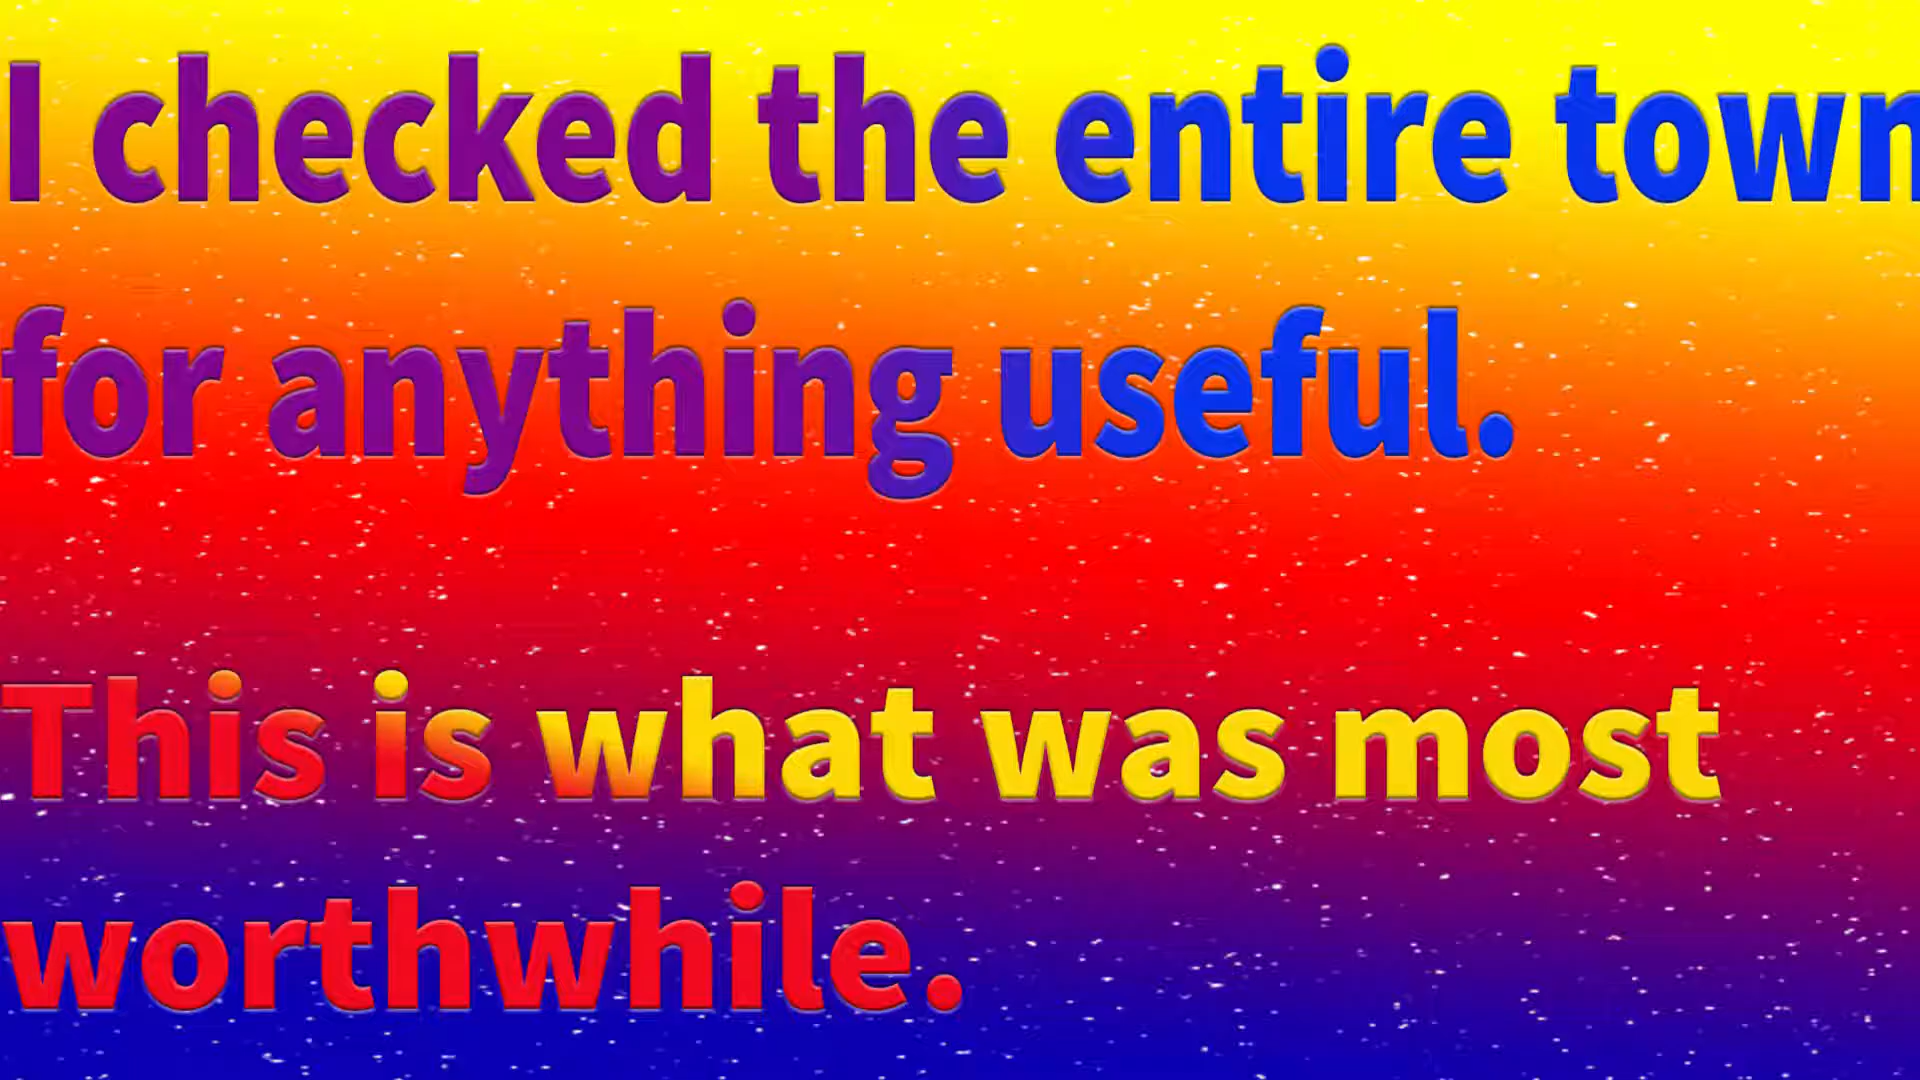 I checked the entire town
for anything useful.
This is what was most
worthwhile.